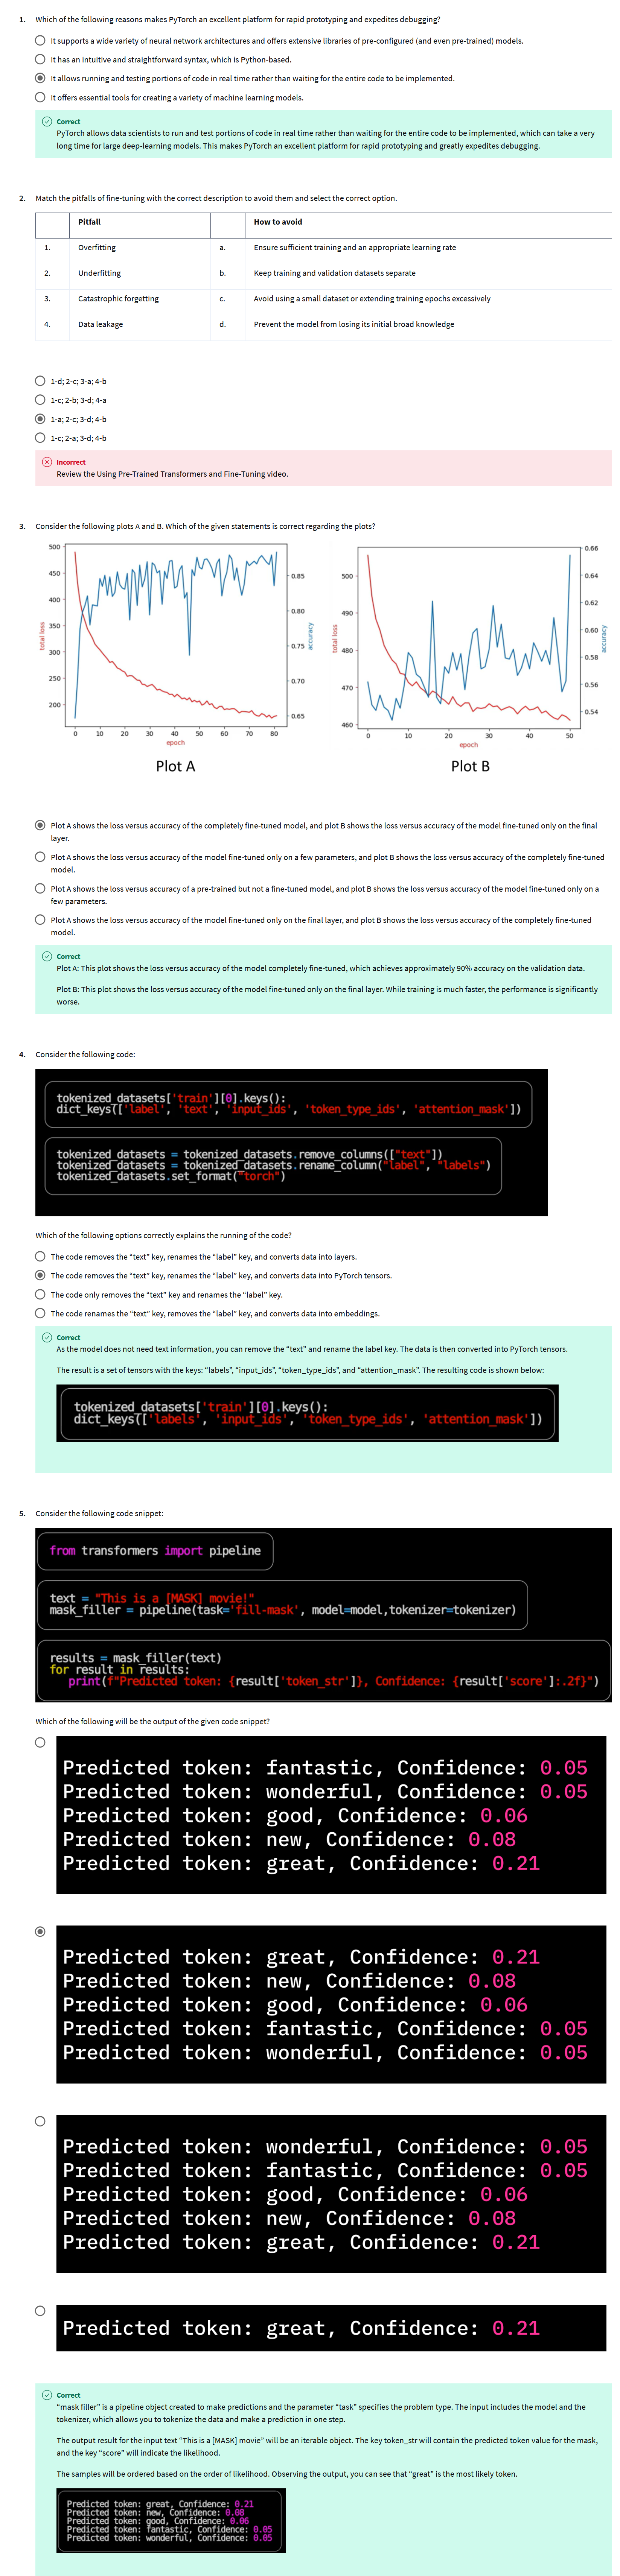 1. Which of the following reasons makes PyTorch an excellent platform for rapid prototyping and expedites debugging?
It supports a wide variety of neural network architectures and offers extensive libraries of pre-configured (and even pre-trained) models.
It has an intuitive and straightforward syntax, which is Python-based.
It allows running and testing portions of code in real time rather than waiting for the entire code to be implemented.
It offers essential tools for creating a variety of machine learning models.
Correct
PyTorch allows data scientists to run and test portions of code in real time rather than waiting for the entire code to be implemented, which can take a very
long time for large deep-learning models. This makes PyTorch an excellent platform for rapid prototyping and greatly expedites debugging.
2. Match the pitfalls of fine-tuning with the correct description to avoid them and select the correct option.
Pitfall How to avoid
1. Overfitting a. Ensure sufficient training and an appropriate learning rate
2. Underfitting b. Keep training and validation datasets separate
3. Catastrophic forgetting c. Avoid using a small dataset or extending training epochs excessively
4. Data leakage d. Prevent the model from losing its initial broad knowledge
1-d; 2-c; 3-a; 4-b
1-c; 2-b; 3-d; 4-a
1-a; 2-c; 3-d; 4-b
1-c; 2-a; 3-d; 4-b
Incorrect
Review the Using Pre-Trained Transformers and Fine-Tuning video.
3. Consider the following plots A and B. Which of the given statements is correct regarding the plots?
500
450
400
350
300
250
200
total loss
0.85
0.80
0.75
0.70
0.65
accuracy
0 10 20 30 40 50 60 70 80
epoch
Plot A
500
490
480
470
460
total loss
0.66
0.64
0.62
0.60
0.58
0.56
0.54
accuracy
0 10 20 30 40 50
epoch
Plot B
Plot A shows the loss versus accuracy of the completely fine-tuned model, and plot B shows the loss versus accuracy of the model fine-tuned only on the final
layer.
Plot A shows the loss versus accuracy of the model fine-tuned only on a few parameters, and plot B shows the loss versus accuracy of the completely fine-tuned
model.
Plot A shows the loss versus accuracy of a pre-trained but not a fine-tuned model, and plot B shows the loss versus accuracy of the model fine-tuned only on a
few parameters.
Plot A shows the loss versus accuracy of the model fine-tuned only on the final layer, and plot B shows the loss versus accuracy of the completely fine-tuned
model.
Correct
Plot A: This plot shows the loss versus accuracy of the model completely fine-tuned, which achieves approximately 90% accuracy on the validation data.
Plot B: This plot shows the loss versus accuracy of the model fine-tuned only on the final layer. While training is much faster, the performance is significantly
worse.
4. Consider the following code:
tokenized_datasets['train'][0].keys():
dict_keys(['label', 'text', 'input_ids', 'token_type_ids', 'attention_mask'])
tokenized_datasets = tokenized_datasets.remove_columns(["text"])
tokenized_datasets = tokenized_datasets.rename_column("label", "labels")
tokenized_datasets.set_format("torch")
Which of the following options correctly explains the running of the code?
The code removes the "text" key, renames the "label" key, and converts data into layers.
The code removes the "text" key, renames the "label" key, and converts data into PyTorch tensors.
The code only removes the "text" key and renames the "label" key.
The code renames the "text" key, removes the "label" key, and converts data into embeddings.
Correct
As the model does not need text information, you can remove the "text" and rename the label key. The data is then converted into PyTorch tensors.
The result is a set of tensors with the keys: "labels", "input_ids", "token_type_ids", and "attention_mask". The resulting code is shown below:
tokenized_datasets['train'][0].keys():
dict_keys(['labels', 'input_ids', 'token_type_ids', 'attention_mask'])
5. Consider the following code snippet:
from transformers import pipeline
text = "This is a [MASK] movie!"
mask_filler = pipeline(task='fill-mask', model=model,tokenizer=tokenizer)
results = mask_filler(text)
for result in results:
print(f"Predicted token: {result['token_str']}, Confidence: {result['score']:.2f}")
Which of the following will be the output of the given code snippet?
Predicted token: fantastic, Confidence: 0.05
Predicted token: wonderful, Confidence: 0.05
Predicted token: good, Confidence: 0.06
Predicted token: new, Confidence: 0.08
Predicted token: great, Confidence: 0.21
Predicted token: great, Confidence: 0.21
Predicted token: new, Confidence: 0.08
Predicted token: good, Confidence: 0.06
Predicted token: fantastic, Confidence: 0.05
Predicted token: wonderful, Confidence: 0.05
Predicted token: wonderful, Confidence: 0.05
Predicted token: fantastic, Confidence: 0.05
Predicted token: good, Confidence: 0.06
Predicted token: new, Confidence: 0.08
Predicted token: great, Confidence: 0.21
Predicted token: great, Confidence: 0.21
Correct
"mask filler" is a pipeline object created to make predictions and the parameter "task" specifies the problem type. The input includes the model and the
tokenizer, which allows you to tokenize the data and make a prediction in one step.
The output result for the input text "This is a [MASK] movie" will be an iterable object. The key token_str will contain the predicted token value for the mask,
and the key "score" will indicate the likelihood.
The samples will be ordered based on the order of likelihood. Observing the output, you can see that "great" is the most likely token.
Predicted token: great, Confidence: 0.21
Predicted token: new, Confidence: 0.08
Predicted token: good, Confidence: 0.06
Predicted token: fantastic, Confidence: 0.05
Predicted token: wonderful, Confidence: 0.05